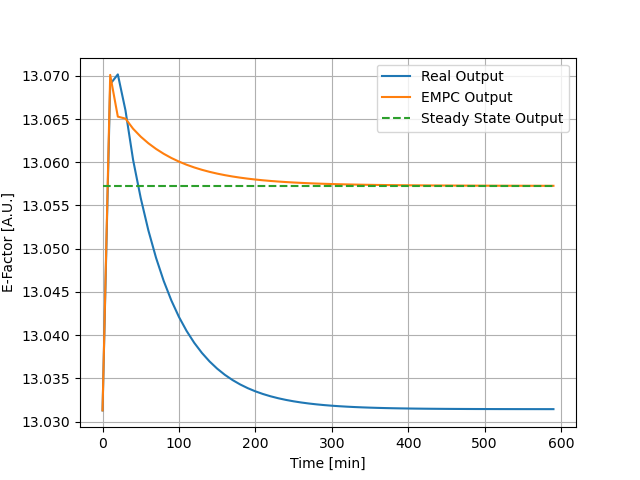 Real Output
EMPC Output
Steady State Output
E-Factor [A.U.]
13.070
13.065
13.060
13.055
13.050
13.045
13.040
13.035
13.030
0 100 200 300 400 500 600
Time [min]